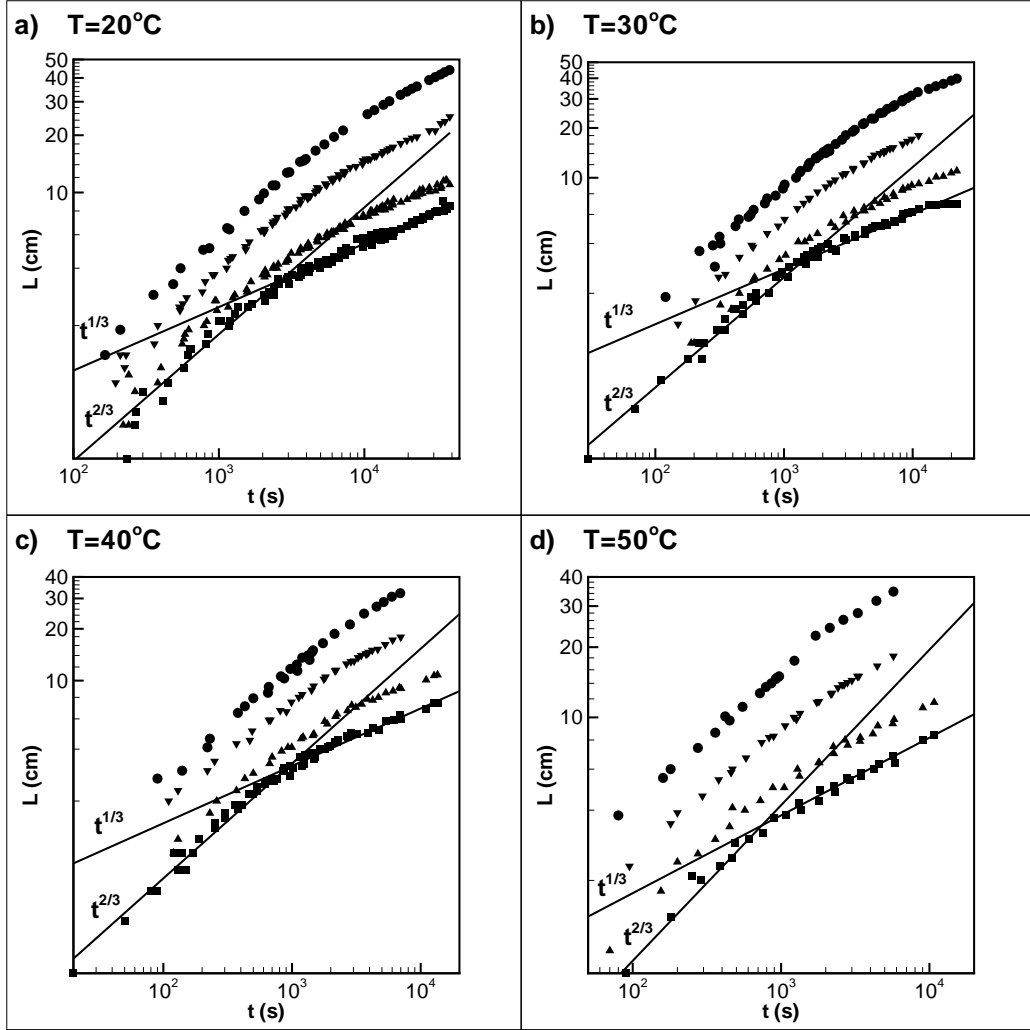 a) T=20°C
50
40
30
20
10
L (cm)
t^1/3
t^2/3
10^2 10^3 10^4
t (s)
b) T=30°C
50
40
30
20
10
L (cm)
t^1/3
t^2/3
10^2 10^3 10^4
t (s)
c) T=40°C
40
30
20
10
L (cm)
t^1/3
t^2/3
10^2 10^3 10^4
t (s)
d) T=50°C
40
30
20
10
L (cm)
t^1/3
t^2/3
10^2 10^3 10^4
t (s)